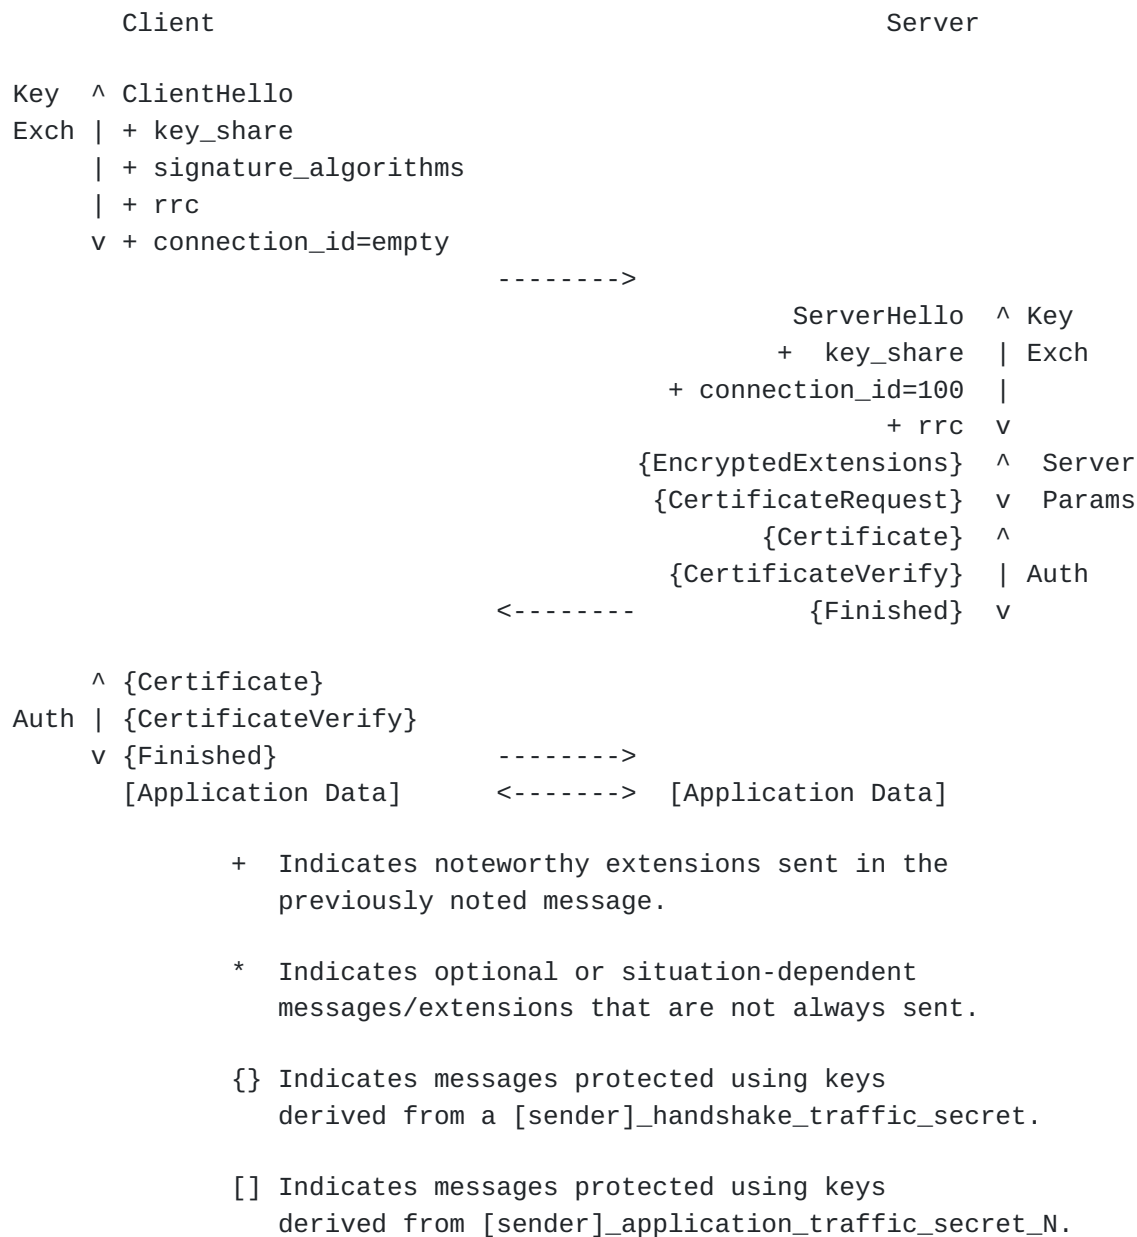 Client                                           Server

Key  ^ ClientHello
Exch | + key_share
     | + signature_algorithms
     | + rrc
     v + connection_id=empty
                               -------->
                                                  ServerHello  ^ Key
                                                 +  key_share  | Exch
                                          + connection_id=100  |
                                                        + rrc  v
                                        {EncryptedExtensions}  ^  Server
                                         {CertificateRequest}  v  Params
                                                {Certificate}  ^
                                          {CertificateVerify}  | Auth
                               <--------           {Finished}  v

     ^ {Certificate}
Auth | {CertificateVerify}
     v {Finished}              -------->
       [Application Data]      <------->  [Application Data]

              +  Indicates noteworthy extensions sent in the
                 previously noted message.

              *  Indicates optional or situation-dependent
                 messages/extensions that are not always sent.

              {} Indicates messages protected using keys
                 derived from a [sender]_handshake_traffic_secret.

              [] Indicates messages protected using keys
                 derived from [sender]_application_traffic_secret_N.